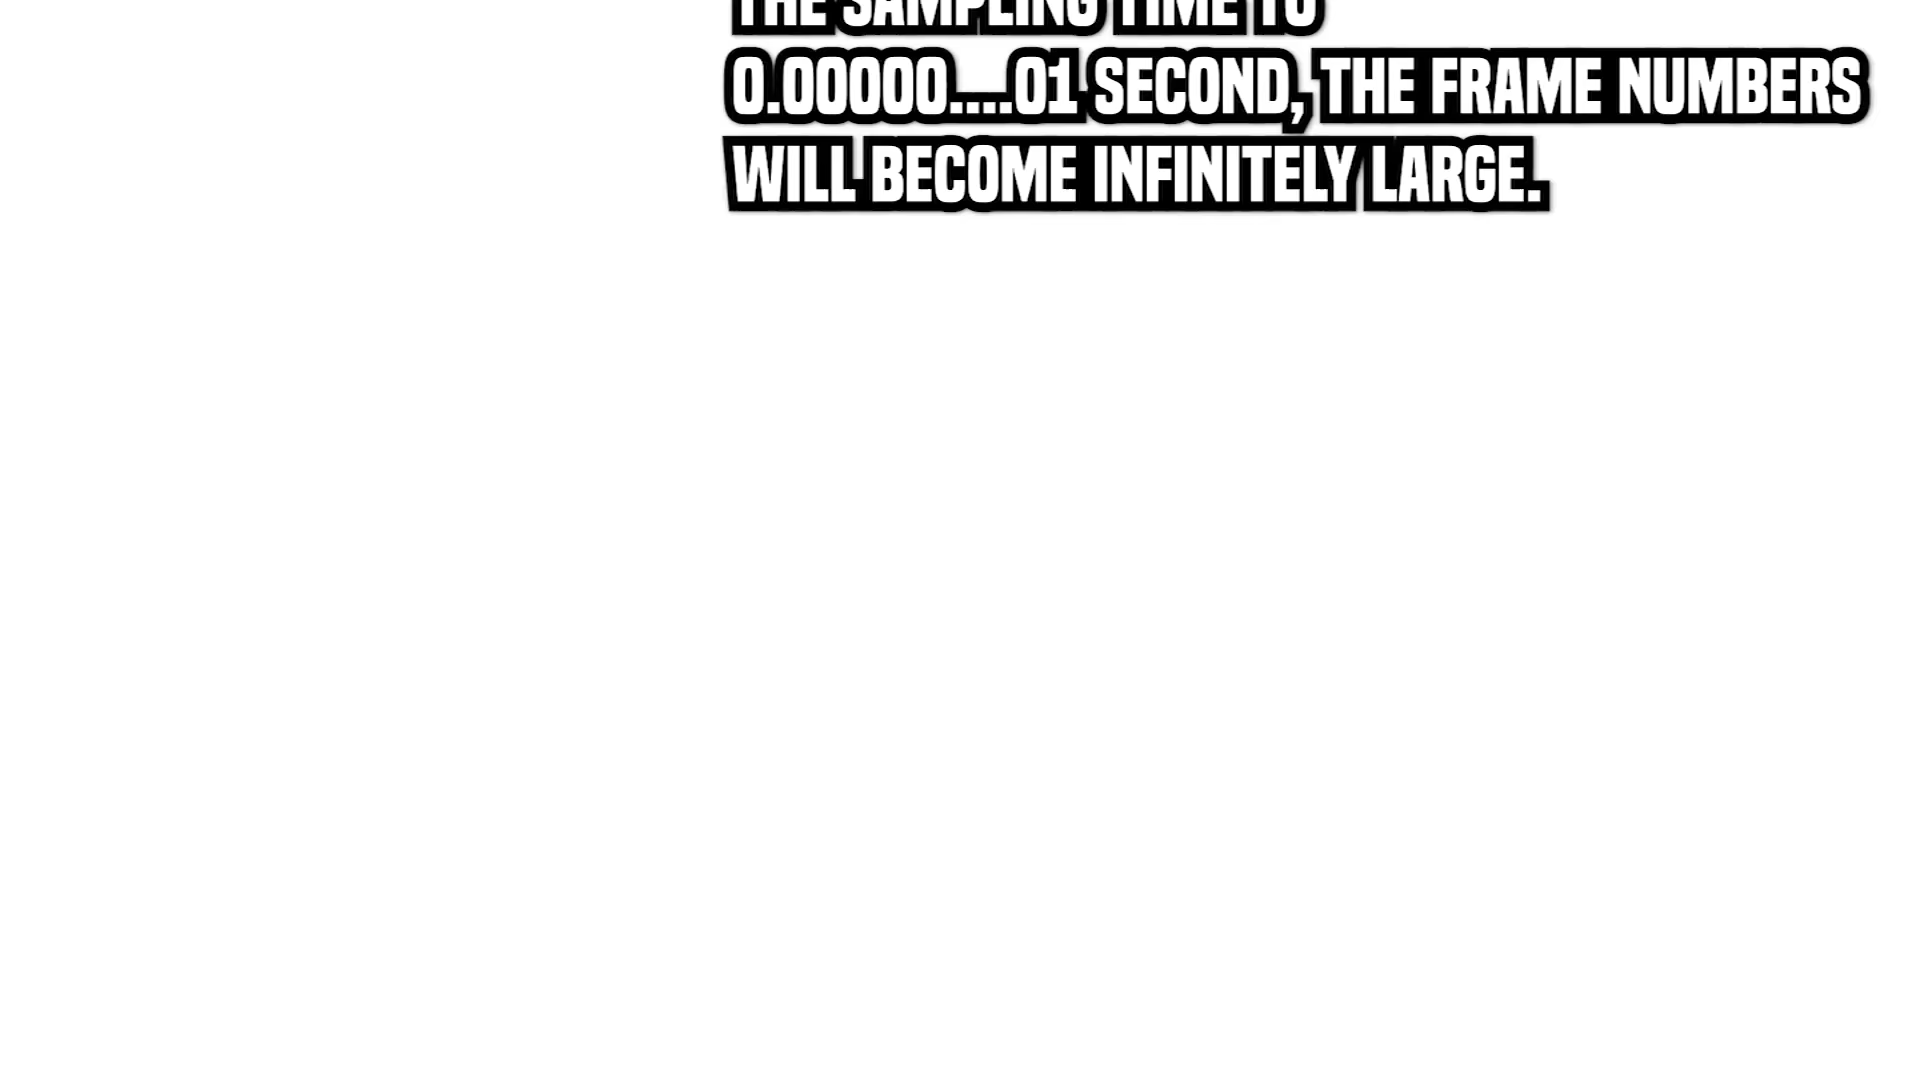 THE SAMPLING TIME TO
0.00000....01 SECOND, THE FRAME NUMBERS
WILL BECOME INFINITELY LARGE.